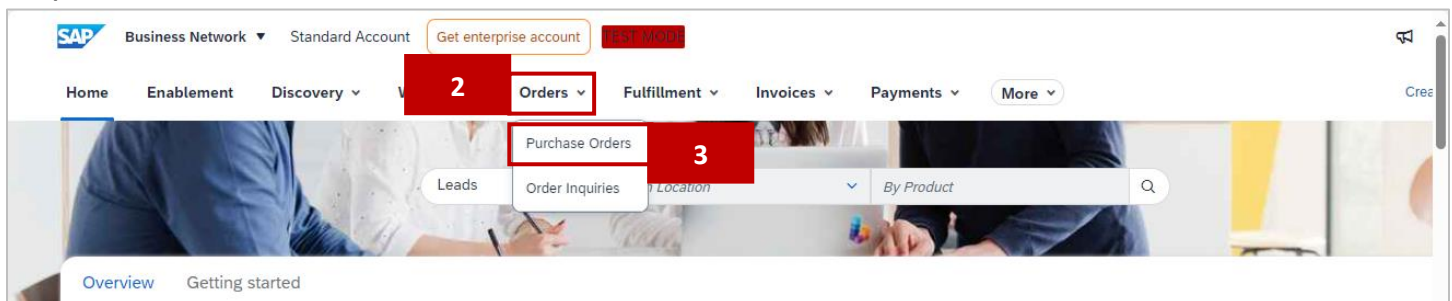 SAP Business Network ▼ Standard Account Get enterprise account TEST MODE
Home Enablement Discovery 2 Orders Fulfillment Invoices Payments More Crea
Purchase Orders 3
Leads Order Inquiries Location By Product
Overview Getting started